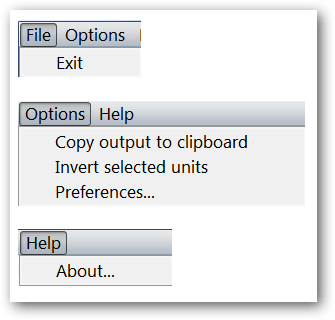 File Options
Exit
Options Help
Copy output to clipboard
Invert selected units
Preferences...
Help
About...